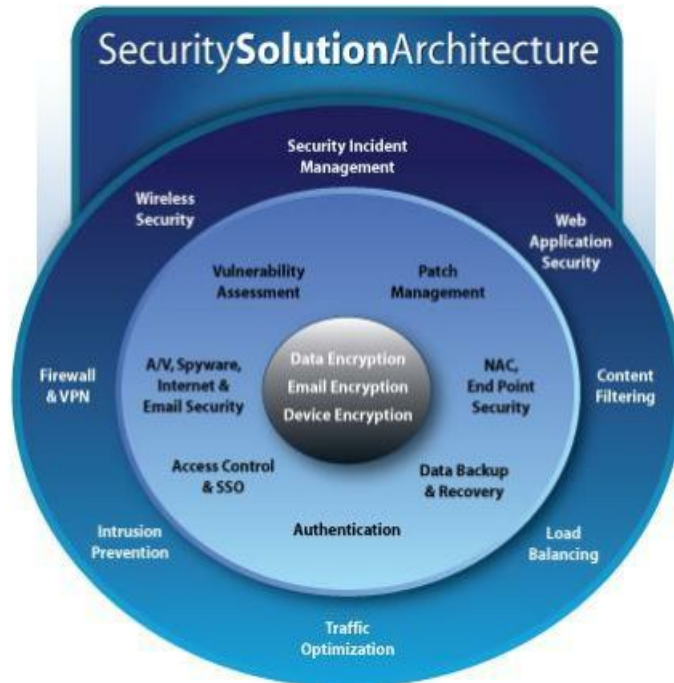 SecuritySolutionArchitecture
Security Incident
Management
Wireless
Security
Web
Application
Security
Vulnerability
Assessment
Patch
Management
Firewall
& VPN
A/V, Spyware,
Internet &
Email Security
Data Encryption
Email Encryption
Device Encryption
NAC,
End Point
Security
Content
Filtering
Access Control
& SSO
Data Backup
& Recovery
Intrusion
Prevention
Authentication
Load
Balancing
Traffic
Optimization